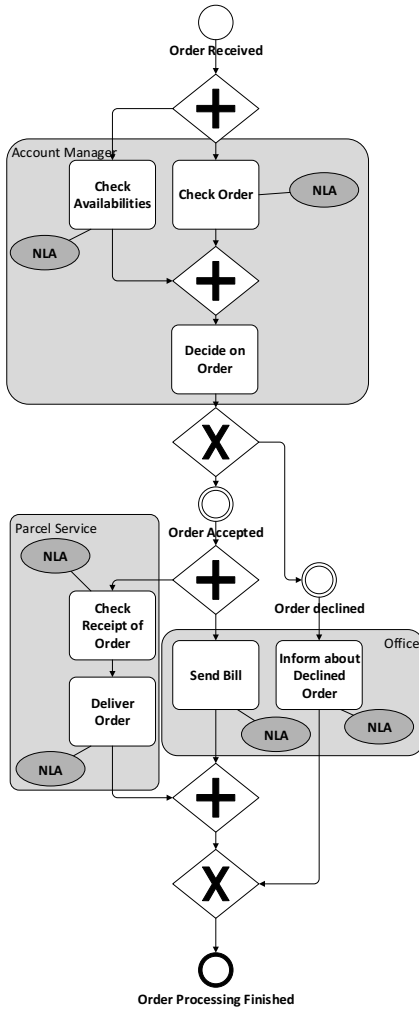 Order Received
Account Manager
Check
Availabilities
Check Order
NLA
NLA
Decide on
Order
X
Order Accepted
Parcel Service
NLA
Order declined
Check
Receipt of
Order
Office
Send Bill
Inform about
Declined
Order
Deliver
Order
NLA
NLA
NLA
X
Order Processing Finished